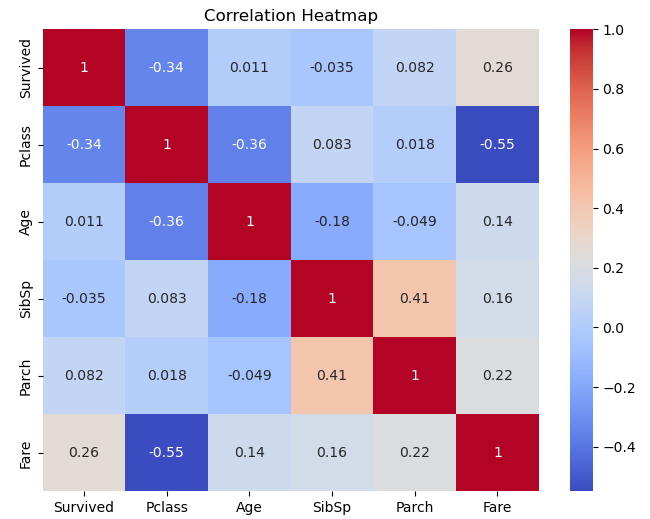 Correlation Heatmap
Survived 1 -0.34 0.011 -0.035 0.082 0.26
Pclass -0.34 1 -0.36 0.083 0.018 -0.55
Age 0.011 -0.36 1 -0.18 -0.049 0.14
SibSp -0.035 0.083 -0.18 1 0.41 0.16
Parch 0.082 0.018 -0.049 0.41 1 0.22
Fare 0.26 -0.55 0.14 0.16 0.22 1
Survived Pclass Age SibSp Parch Fare
1.0
0.8
0.6
0.4
0.2
0.0
−0.2
−0.4